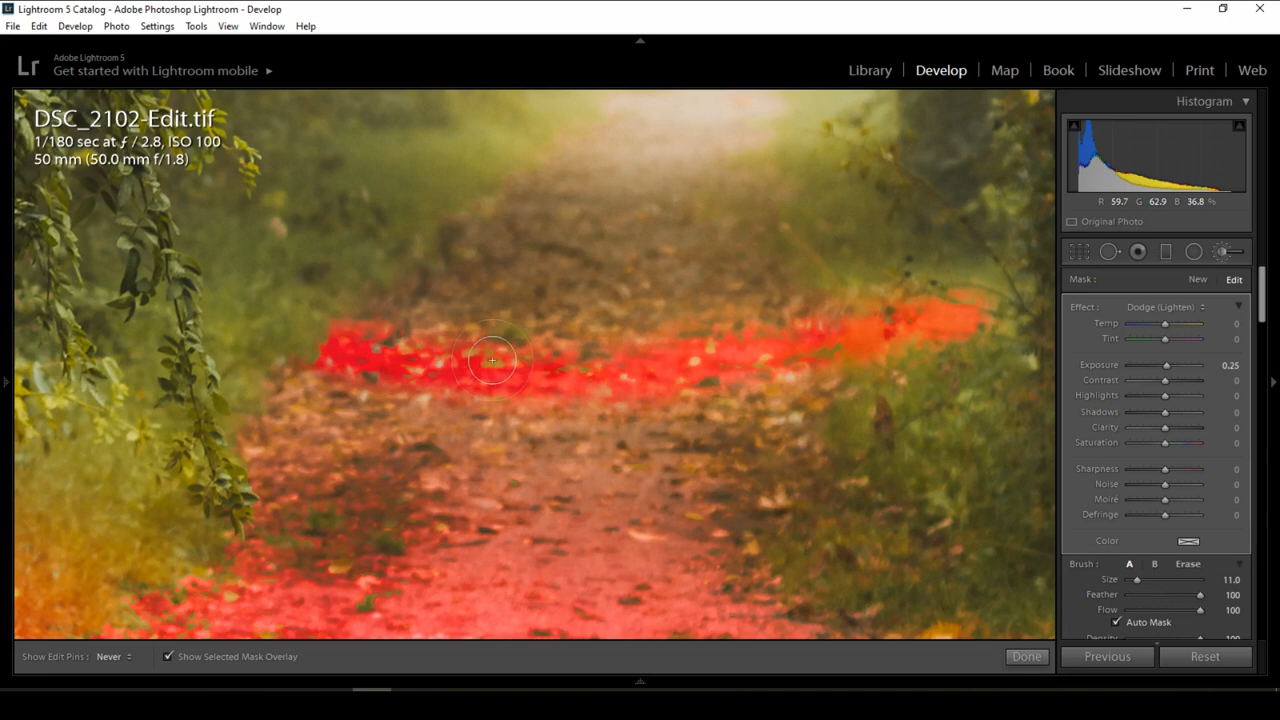 Lightroom 5 Catalog - Adobe Photoshop Lightroom - Develop
File Edit Develop Photo Settings Tools View Window Help
Lr
Adobe Lightroom 5
Get started with Lightroom mobile
Library Develop Map Book Slideshow Print Web
DSC_2102-Edit.tif
1/180 sec at ƒ / 2.8, ISO 100
50 mm (50.0 mm f/1.8)
Histogram
R 59.7 G 62.9 B 36.8 %
Original Photo
Mask : New Edit
Effect : Dodge (Lighten)
Temp 0
Tint 0
Exposure 0.25
Contrast 0
Highlights 0
Shadows 0
Clarity 0
Saturation 0
Sharpness 0
Noise 0
Moiré 0
Defringe 0
Color
Brush : A B Erase
Size 11.0
Feather 100
Flow 100
Auto Mask
Density 100
Show Edit Pins : Never Show Selected Mask Overlay Done
Previous Reset